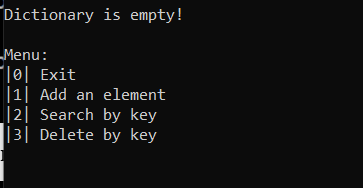 Dictionary is empty!
Menu:
|0| Exit
|1| Add an element
|2| Search by key
|3| Delete by key